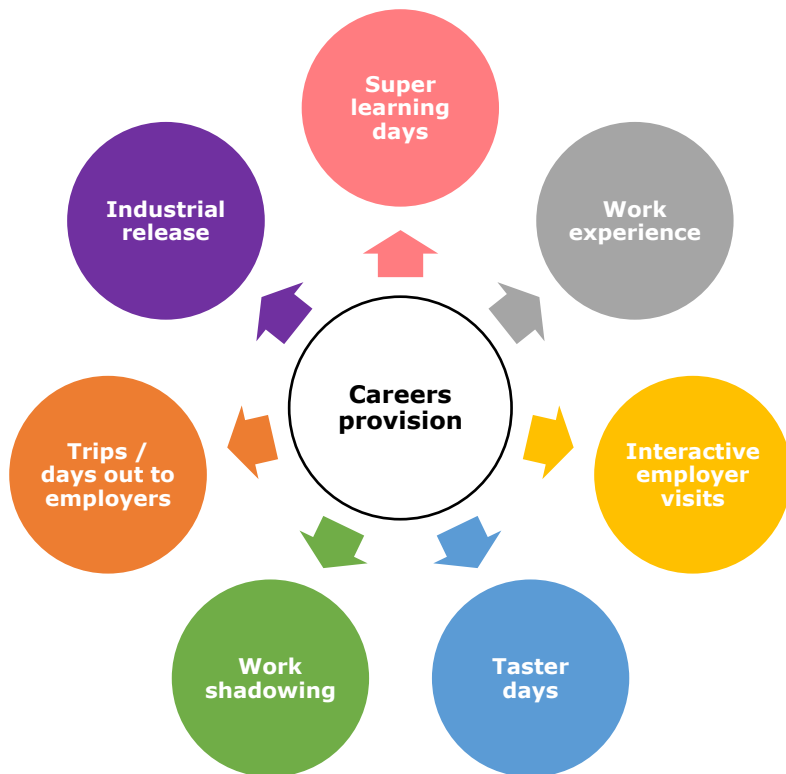 Super
learning
days
Work
experience
Interactive
employer
visits
Taster
days
Work
shadowing
Trips /
days out to
employers
Industrial
release
Careers
provision